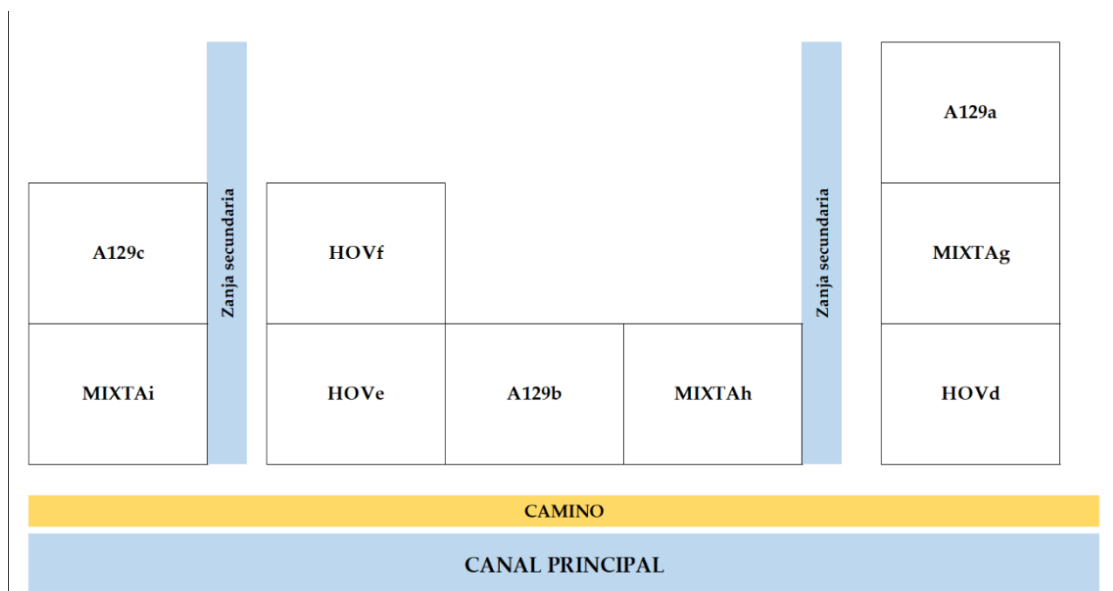 A129a
Zanja secundaria
Zanja secundaria
A129c
HOVf
MIXTAg
MIXTAi
HOVe
A129b
MIXTAh
HOVd
CAMINO
CANAL PRINCIPAL